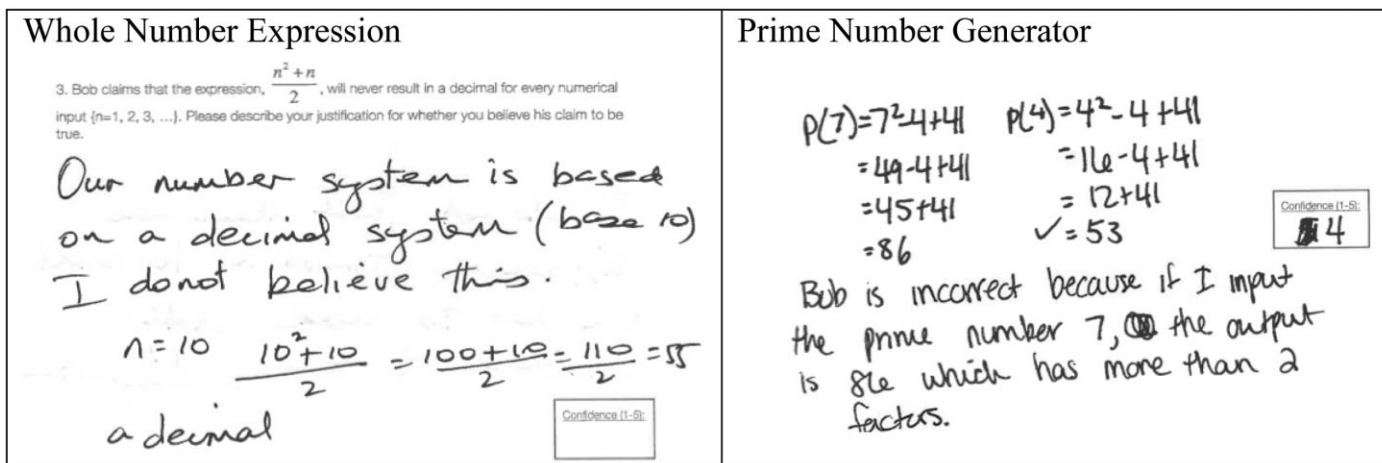 Whole Number Expression
3. Bob claims that the expression, (n² + n)/2, will never result in a decimal for every numerical
input {n=1, 2, 3, ...}. Please describe your justification for whether you believe his claim to be
true.
Our number system is based
on a decimal system (base 10)
I do not believe this.
n = 10 (10² + 10)/2 = (100 + 10)/2 = 110/2 = 55
a decimal
Confidence (1-5):
Prime Number Generator
P(7) = 7² - 4 + 41
= 49 - 4 + 41
= 45 + 41
= 86
P(4) = 4² - 4 + 41
= 16 - 4 + 41
= 12 + 41
✓ = 53
Confidence (1-5):
4
Bob is incorrect because if I input
the prime number 7, the output
is 86 which has more than 2
factors.